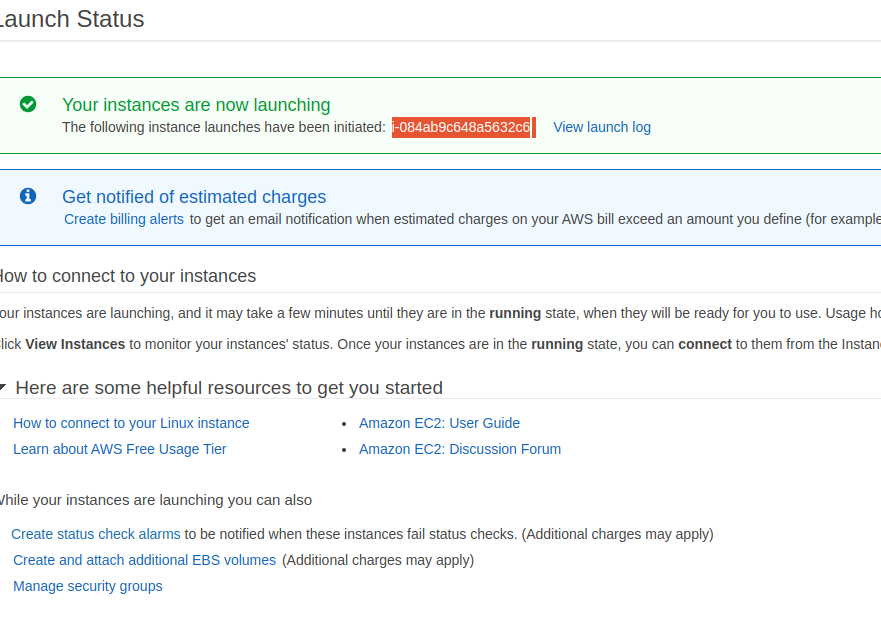 Launch Status
Your instances are now launching
The following instance launches have been initiated: i-084ab9c648a5632c6 View launch log
Get notified of estimated charges
Create billing alerts to get an email notification when estimated charges on your AWS bill exceed an amount you define (for example
How to connect to your instances
our instances are launching, and it may take a few minutes until they are in the running state, when they will be ready for you to use. Usage ho
lick View Instances to monitor your instances' status. Once your instances are in the running state, you can connect to them from the Instan
Here are some helpful resources to get you started
How to connect to your Linux instance
• Amazon EC2: User Guide
Learn about AWS Free Usage Tier
• Amazon EC2: Discussion Forum
While your instances are launching you can also
Create status check alarms to be notified when these instances fail status checks. (Additional charges may apply)
Create and attach additional EBS volumes (Additional charges may apply)
Manage security groups